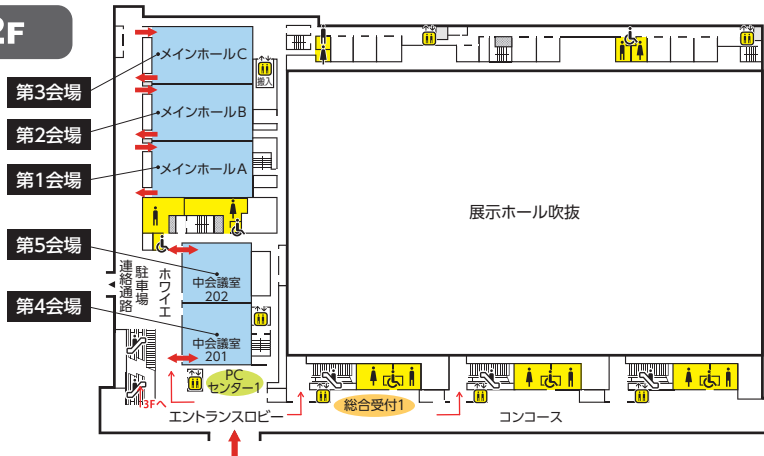 2F
メインホールC
搬入
第3会場
メインホールB
第2会場
メインホールA
第1会場
展示ホール吹抜
第5会場
中会議室
202
駐車場
連絡通路
ホワイエ
第4会場
中会議室
201
PC
センター1
3Fへ
エントランスロビー
総合受付1
コンコース